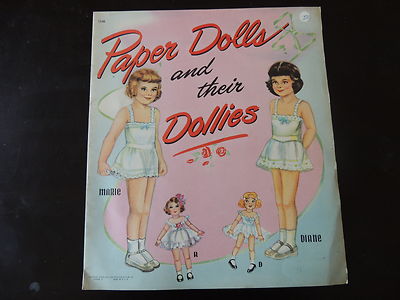 Paper Dolls
and
their
Dollies
MARIE
DIANE